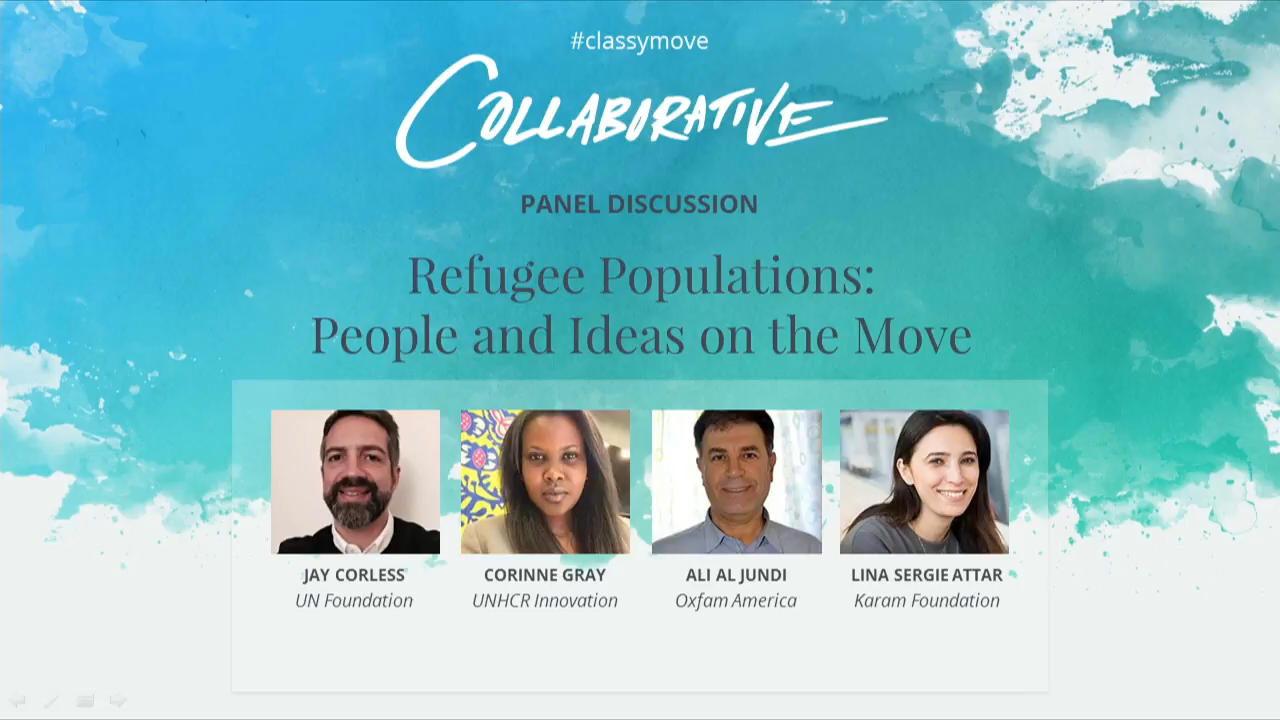 #classymove
COLLABORATIVE
PANEL DISCUSSION
Refugee Populations:
People and Ideas on the Move
JAY CORLESS
UN Foundation
CORINNE GRAY
UNHCR Innovation
ALI AL JUNDI
Oxfam America
LINA SERGIE ATTAR
Karam Foundation